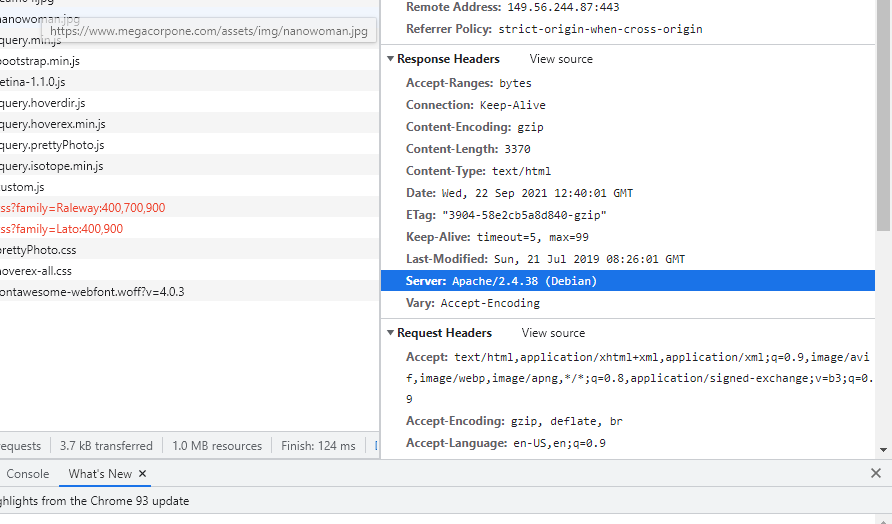 nanowoman.jpg
https://www.megacorpone.com/assets/img/nanowoman.jpg
query.min.js
bootstrap.min.js
etina-1.1.0.js
query.hoverdir.js
query.hoverex.min.js
query.prettyPhoto.js
query.isotope.min.js
custom.js
ss?family=Raleway:400,700,900
ss?family=Lato:400,900
prettyPhoto.css
hoverex-all.css
ontawesome-webfont.woff?v=4.0.3
equests
3.7 kB transferred
1.0 MB resources
Finish: 124 ms
Remote Address: 149.56.244.87:443
Referrer Policy: strict-origin-when-cross-origin
Response Headers View source
Accept-Ranges: bytes
Connection: Keep-Alive
Content-Encoding: gzip
Content-Length: 3370
Content-Type: text/html
Date: Wed, 22 Sep 2021 12:40:01 GMT
ETag: "3904-58e2cb5a8d840-gzip"
Keep-Alive: timeout=5, max=99
Last-Modified: Sun, 21 Jul 2019 08:26:01 GMT
Server: Apache/2.4.38 (Debian)
Vary: Accept-Encoding
Request Headers View source
Accept: text/html,application/xhtml+xml,application/xml;q=0.9,image/avi
f,image/webp,image/apng,*/*;q=0.8,application/signed-exchange;v=b3;q=0.
9
Accept-Encoding: gzip, deflate, br
Accept-Language: en-US,en;q=0.9
Console What's New ✕
ghlights from the Chrome 93 update